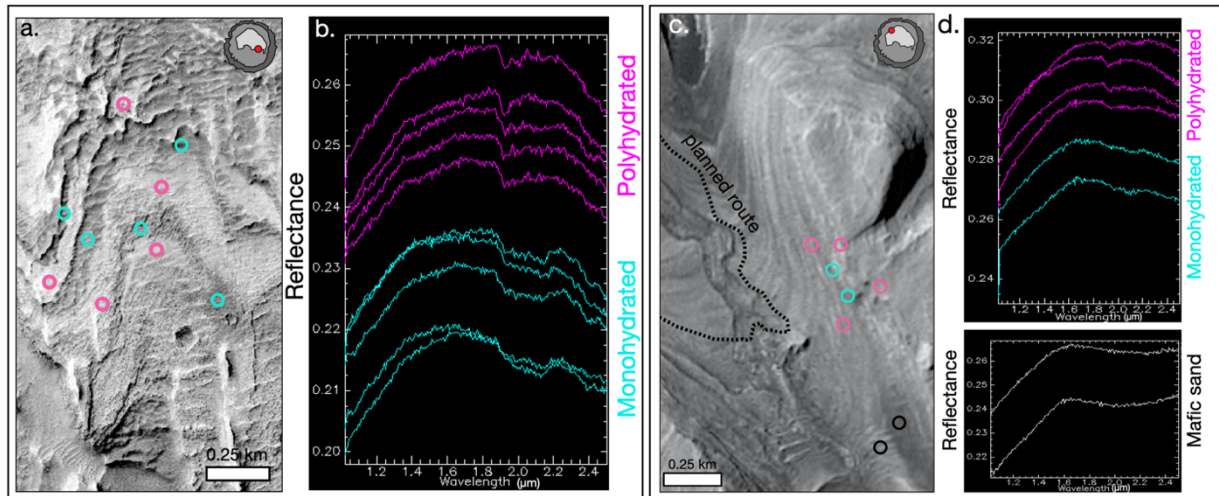 a.
0.25 km
b.
Reflectance
0.26
0.25
0.24
0.23
0.22
0.21
0.20
1.2 1.4 1.6 1.8 2.0 2.2 2.4
Wavelength (μm)
Polyhydrated
Monohydrated
c.
planned route
0.25 km
d.
Reflectance
0.32
0.30
0.28
0.26
0.24
1.2 1.4 1.6 1.8 2.0 2.2 2.4
Wavelength (μm)
Polyhydrated
Monohydrated
Reflectance
0.26
0.25
0.24
0.22
1.2 1.4 1.6 1.8 2.0 2.2 2.4
Wavelength (μm)
Mafic sand